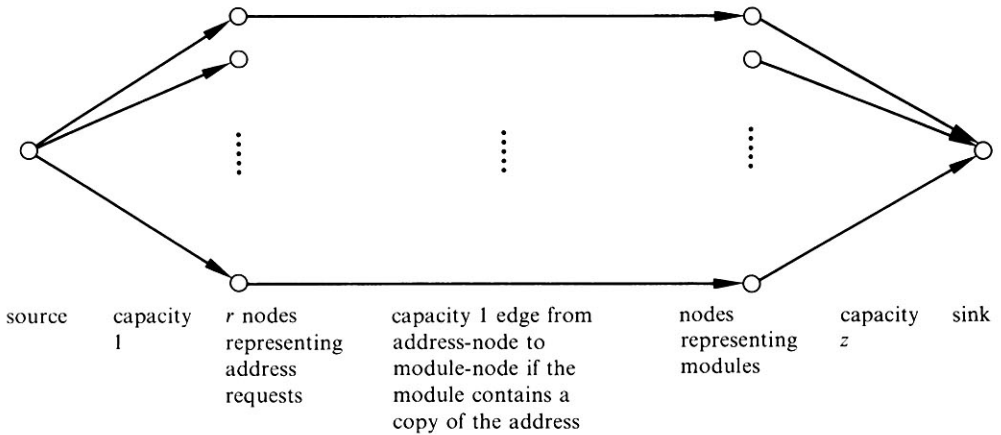 source
capacity
1
r nodes
representing
address
requests
capacity 1 edge from
address-node to
module-node if the
module contains a
copy of the address
nodes
representing
modules
capacity
z
sink